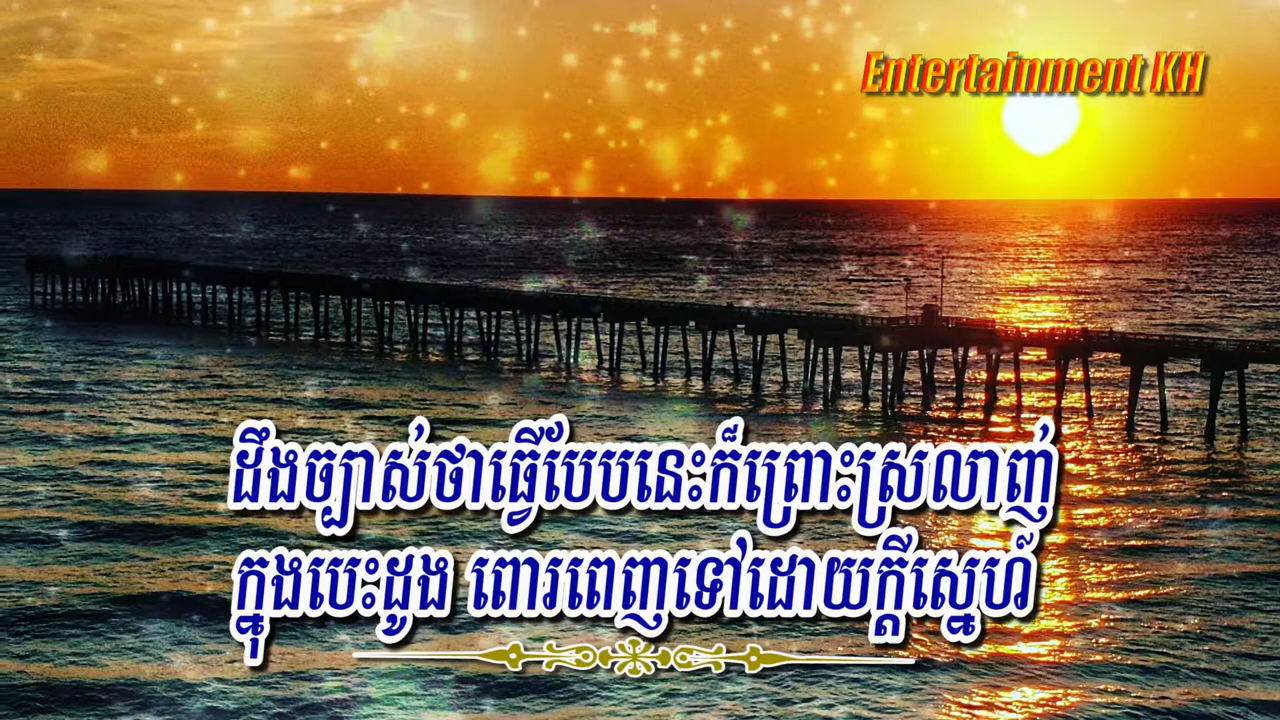 Entertainment KH
ដឹងច្បាស់ថាធ្វើបែបនេះក៏ព្រោះស្រលាញ់
ក្នុងបេះដូង ពោរពេញទៅដោយក្ដីស្នេហ៍